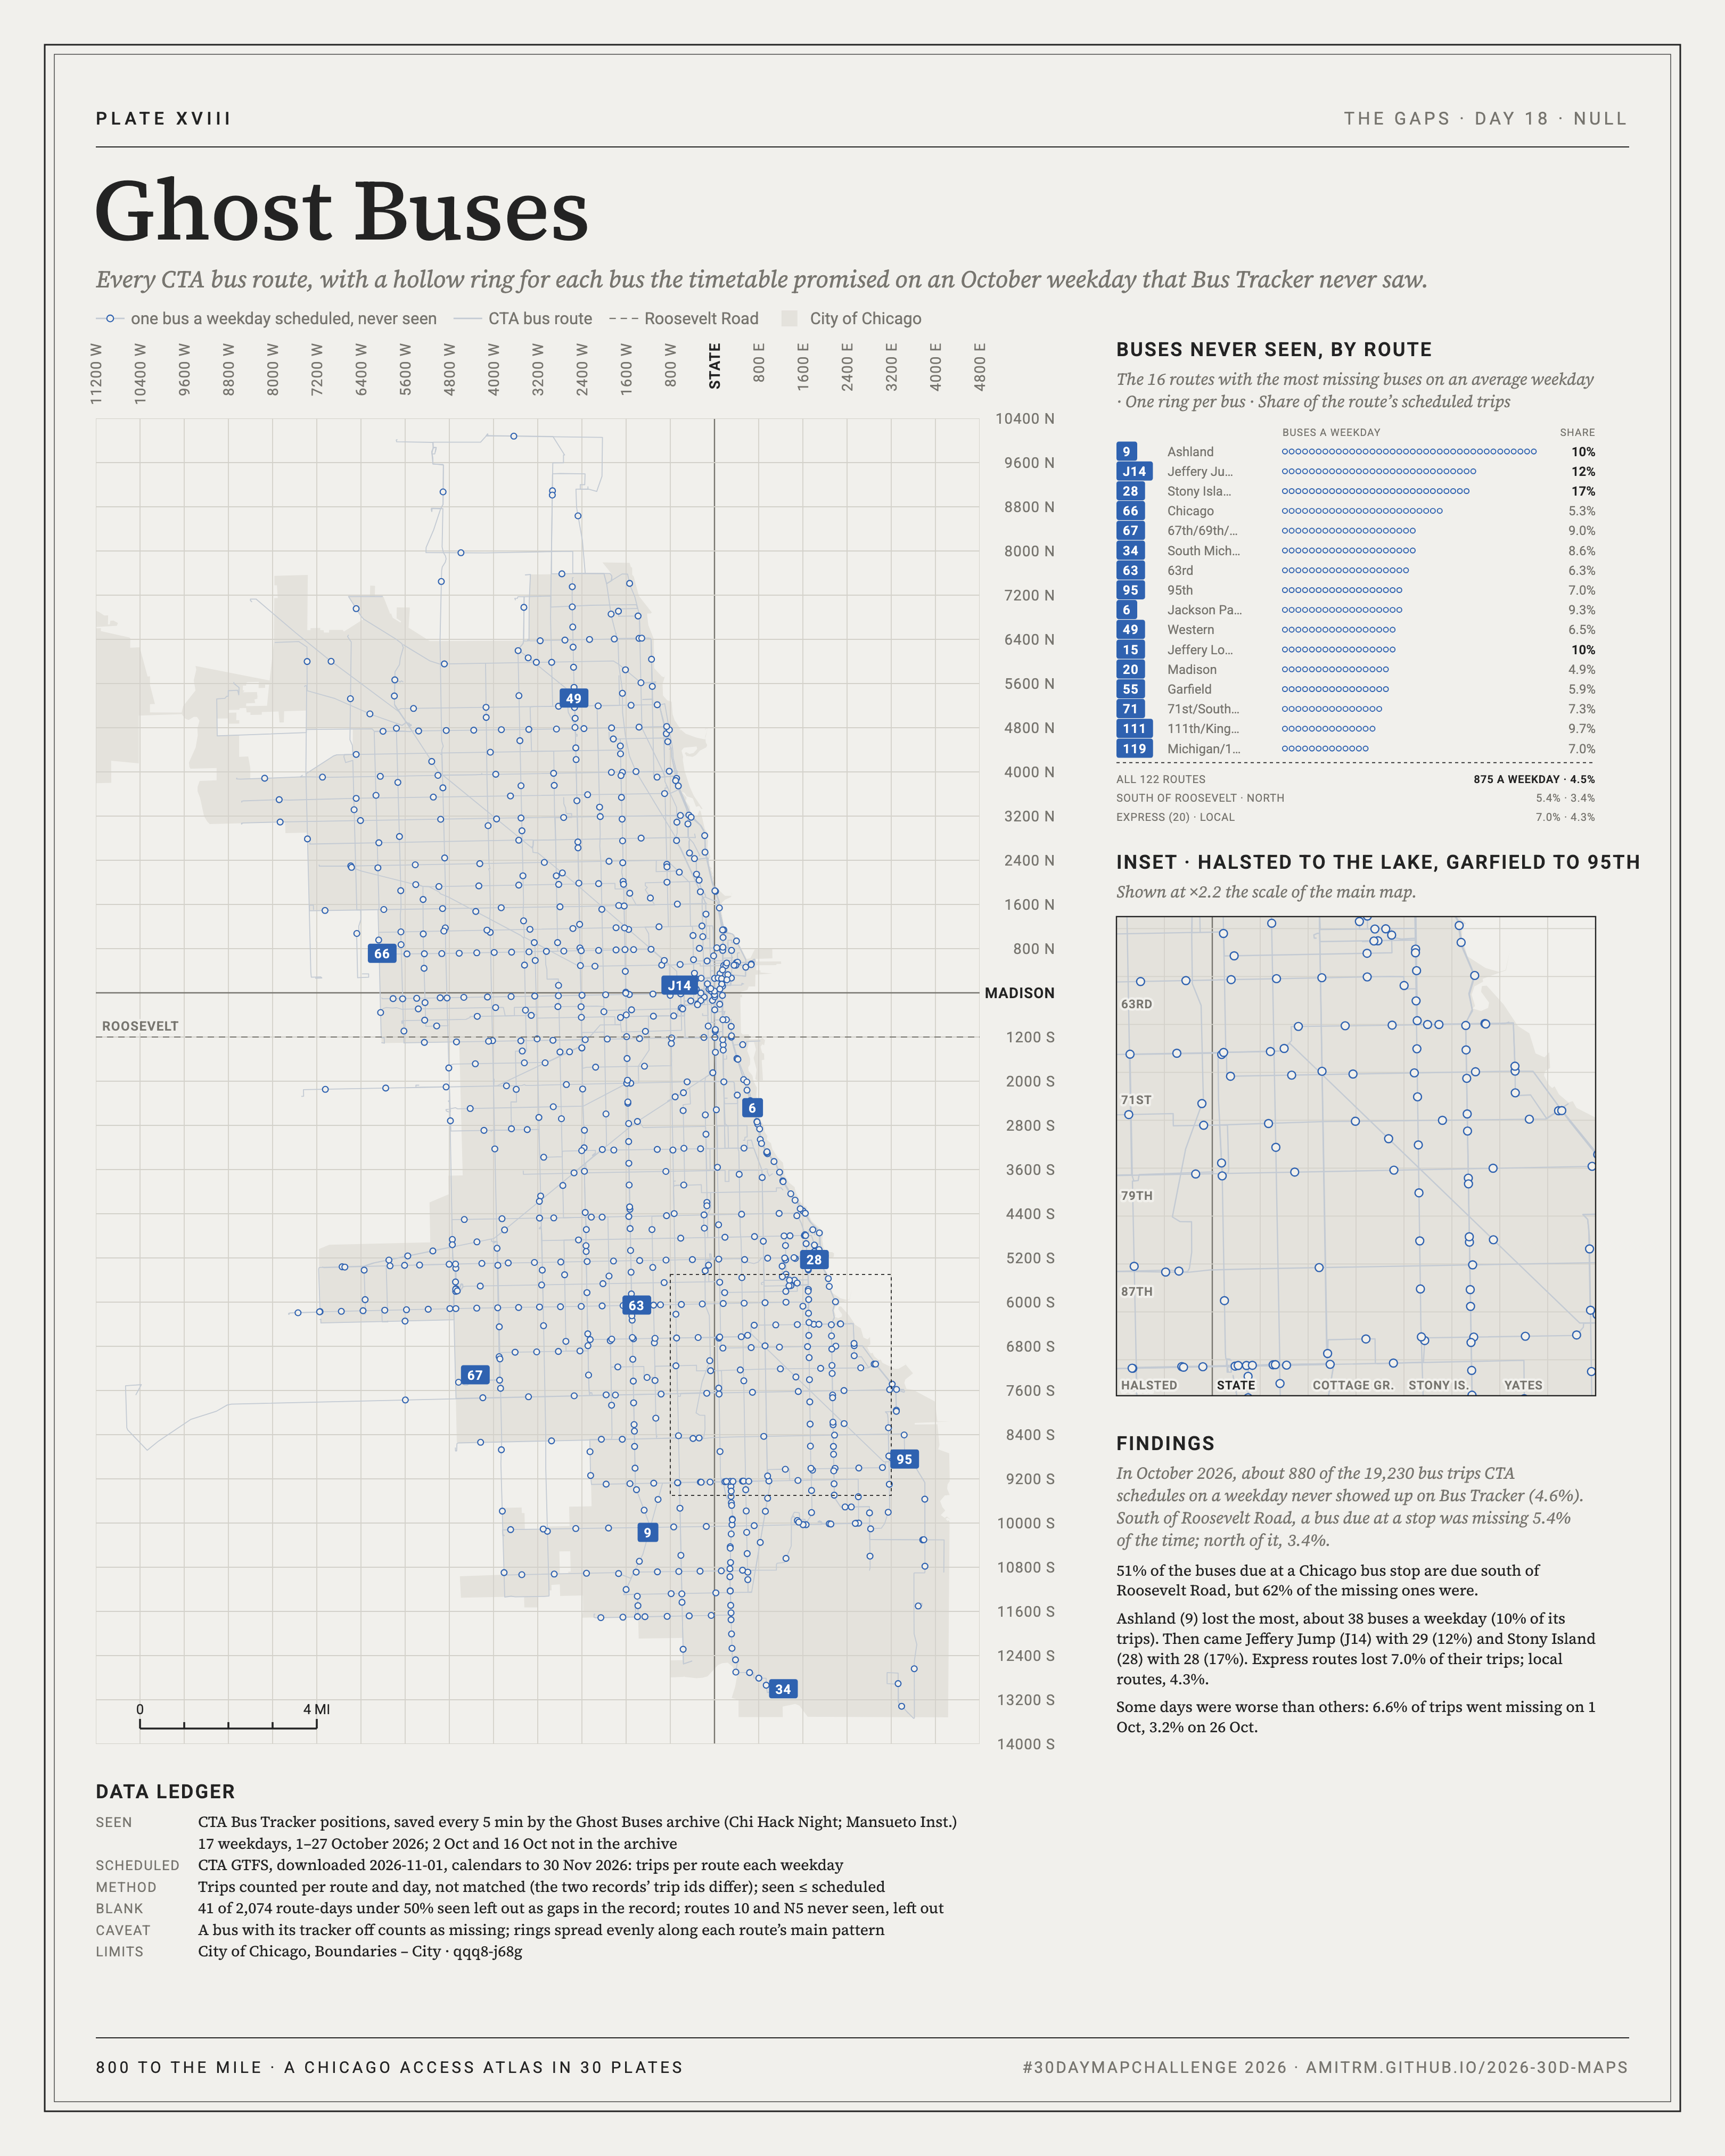 PLATE XVIII
THE GAPS · DAY 18 · NULL
Ghost Buses
Every CTA bus route, with a hollow ring for each bus the timetable promised on an October weekday that Bus Tracker never saw.
one bus a weekday scheduled, never seen
CTA bus route
Roosevelt Road
City of Chicago
11200 W
10400 W
9600 W
8800 W
8000 W
7200 W
6400 W
5600 W
4800 W
4000 W
3200 W
2400 W
1600 W
800 W
STATE
800 E
1600 E
2400 E
3200 E
4000 E
4800 E
10400 N
9600 N
8800 N
8000 N
7200 N
6400 N
5600 N
4800 N
4000 N
3200 N
2400 N
1600 N
800 N
MADISON
1200 S
2000 S
2800 S
3600 S
4400 S
5200 S
6000 S
6800 S
7600 S
8400 S
9200 S
10000 S
10800 S
11600 S
12400 S
13200 S
14000 S
49
66
J14
ROOSEVELT
6
28
63
67
95
9
34
0
4 MI
BUSES NEVER SEEN, BY ROUTE
The 16 routes with the most missing buses on an average weekday
· One ring per bus · Share of the route's scheduled trips
BUSES A WEEKDAY SHARE
9 Ashland 10%
J14 Jeffery Ju... 12%
28 Stony Isla... 17%
66 Chicago 5.3%
67 67th/69th/... 9.0%
34 South Mich... 8.6%
63 63rd 6.3%
95 95th 7.0%
6 Jackson Pa... 9.3%
49 Western 6.5%
15 Jeffery Lo... 10%
20 Madison 4.9%
55 Garfield 5.9%
71 71st/South... 7.3%
111 111th/King... 9.7%
119 Michigan/1... 7.0%
ALL 122 ROUTES 875 A WEEKDAY · 4.5%
SOUTH OF ROOSEVELT · NORTH 5.4% · 3.4%
EXPRESS (20) · LOCAL 7.0% · 4.3%
INSET · HALSTED TO THE LAKE, GARFIELD TO 95TH
Shown at ×2.2 the scale of the main map.
63RD
71ST
79TH
87TH
HALSTED
STATE
COTTAGE GR.
STONY IS.
YATES
FINDINGS
In October 2026, about 880 of the 19,230 bus trips CTA
schedules on a weekday never showed up on Bus Tracker (4.6%).
South of Roosevelt Road, a bus due at a stop was missing 5.4%
of the time; north of it, 3.4%.
51% of the buses due at a Chicago bus stop are due south of
Roosevelt Road, but 62% of the missing ones were.
Ashland (9) lost the most, about 38 buses a weekday (10% of its
trips). Then came Jeffery Jump (J14) with 29 (12%) and Stony Island
(28) with 28 (17%). Express routes lost 7.0% of their trips; local
routes, 4.3%.
Some days were worse than others: 6.6% of trips went missing on 1
Oct, 3.2% on 26 Oct.
DATA LEDGER
SEEN CTA Bus Tracker positions, saved every 5 min by the Ghost Buses archive (Chi Hack Night; Mansueto Inst.)
17 weekdays, 1–27 October 2026; 2 Oct and 16 Oct not in the archive
SCHEDULED CTA GTFS, downloaded 2026-11-01, calendars to 30 Nov 2026: trips per route each weekday
METHOD Trips counted per route and day, not matched (the two records' trip ids differ); seen ≤ scheduled
BLANK 41 of 2,074 route-days under 50% seen left out as gaps in the record; routes 10 and N5 never seen, left out
CAVEAT A bus with its tracker off counts as missing; rings spread evenly along each route's main pattern
LIMITS City of Chicago, Boundaries – City · qqq8-j68g
800 TO THE MILE · A CHICAGO ACCESS ATLAS IN 30 PLATES
#30DAYMAPCHALLENGE 2026 · AMITRM.GITHUB.IO/2026-30D-MAPS